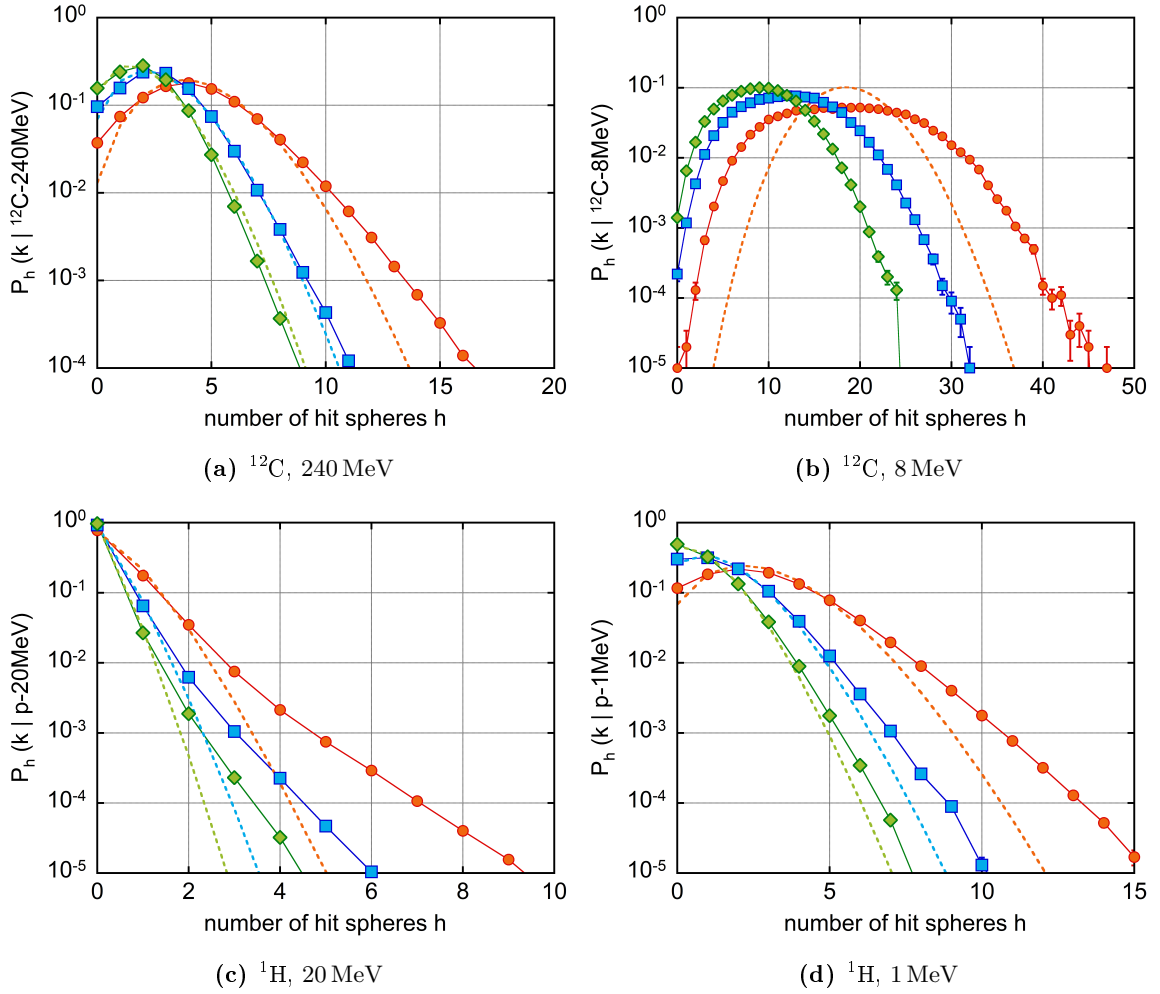 10⁰
10⁻¹
10⁻²
10⁻³
10⁻⁴
P_h (k | ¹²C-240MeV)
0 5 10 15 20
number of hit spheres h
(a) ¹²C, 240 MeV
10⁰
10⁻¹
10⁻²
10⁻³
10⁻⁴
10⁻⁵
P_h (k | ¹²C-8MeV)
0 10 20 30 40 50
number of hit spheres h
(b) ¹²C, 8 MeV
10⁰
10⁻¹
10⁻²
10⁻³
10⁻⁴
10⁻⁵
P_h (k | p-20MeV)
0 2 4 6 8 10
number of hit spheres h
(c) ¹H, 20 MeV
10⁰
10⁻¹
10⁻²
10⁻³
10⁻⁴
10⁻⁵
P_h (k | p-1MeV)
0 5 10 15
number of hit spheres h
(d) ¹H, 1 MeV